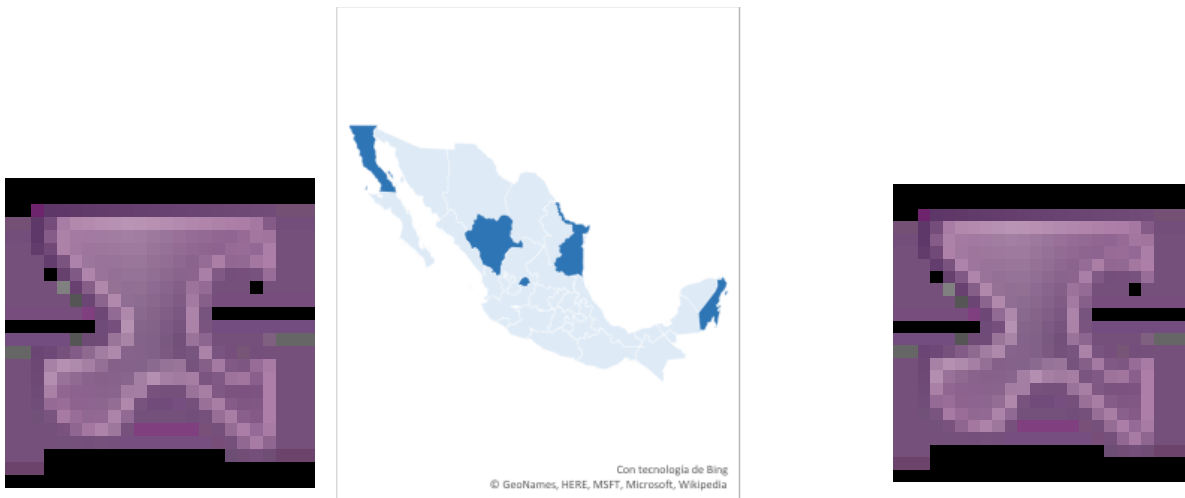 Con tecnología de Bing
© GeoNames, HERE, MSFT, Microsoft, Wikipedia